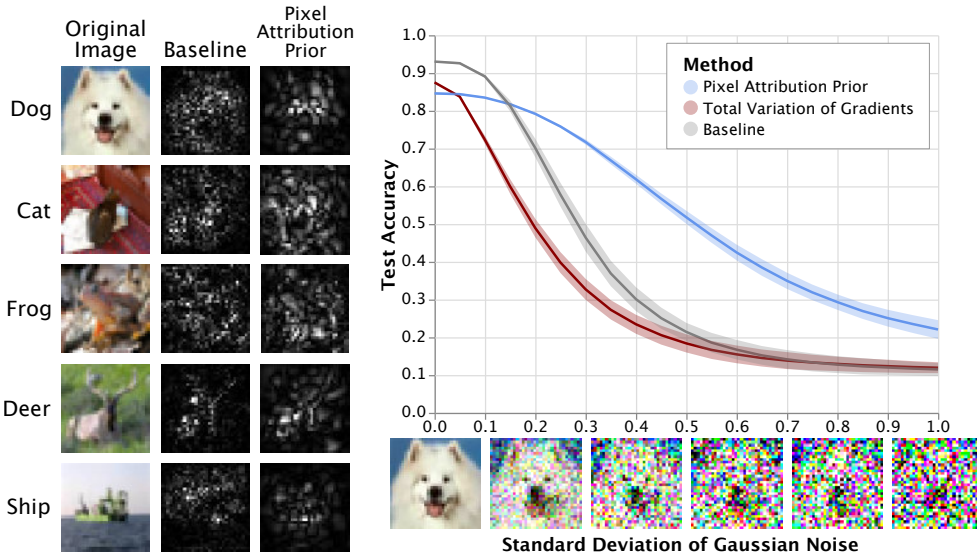 Original
Image
Baseline
Pixel
Attribution
Prior
Dog
Cat
Frog
Deer
Ship
Test Accuracy
1.0
0.9
0.8
0.7
0.6
0.5
0.4
0.3
0.2
0.1
0.0
Method
Pixel Attribution Prior
Total Variation of Gradients
Baseline
0.0 0.1 0.2 0.3 0.4 0.5 0.6 0.7 0.8 0.9 1.0
Standard Deviation of Gaussian Noise